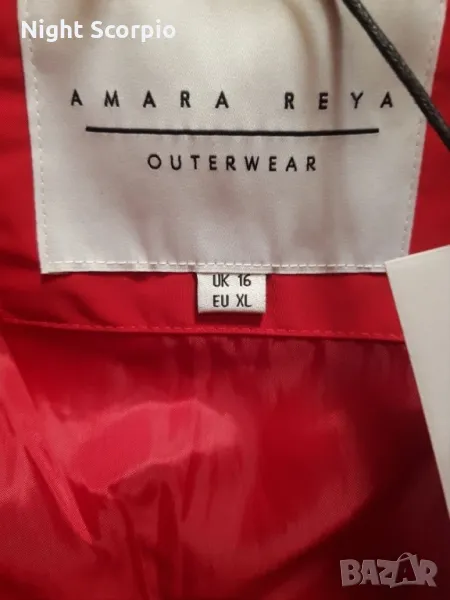 Night Scorpio
AMARA REYA
OUTERWEAR
UK 16
EU XL
BAZAR